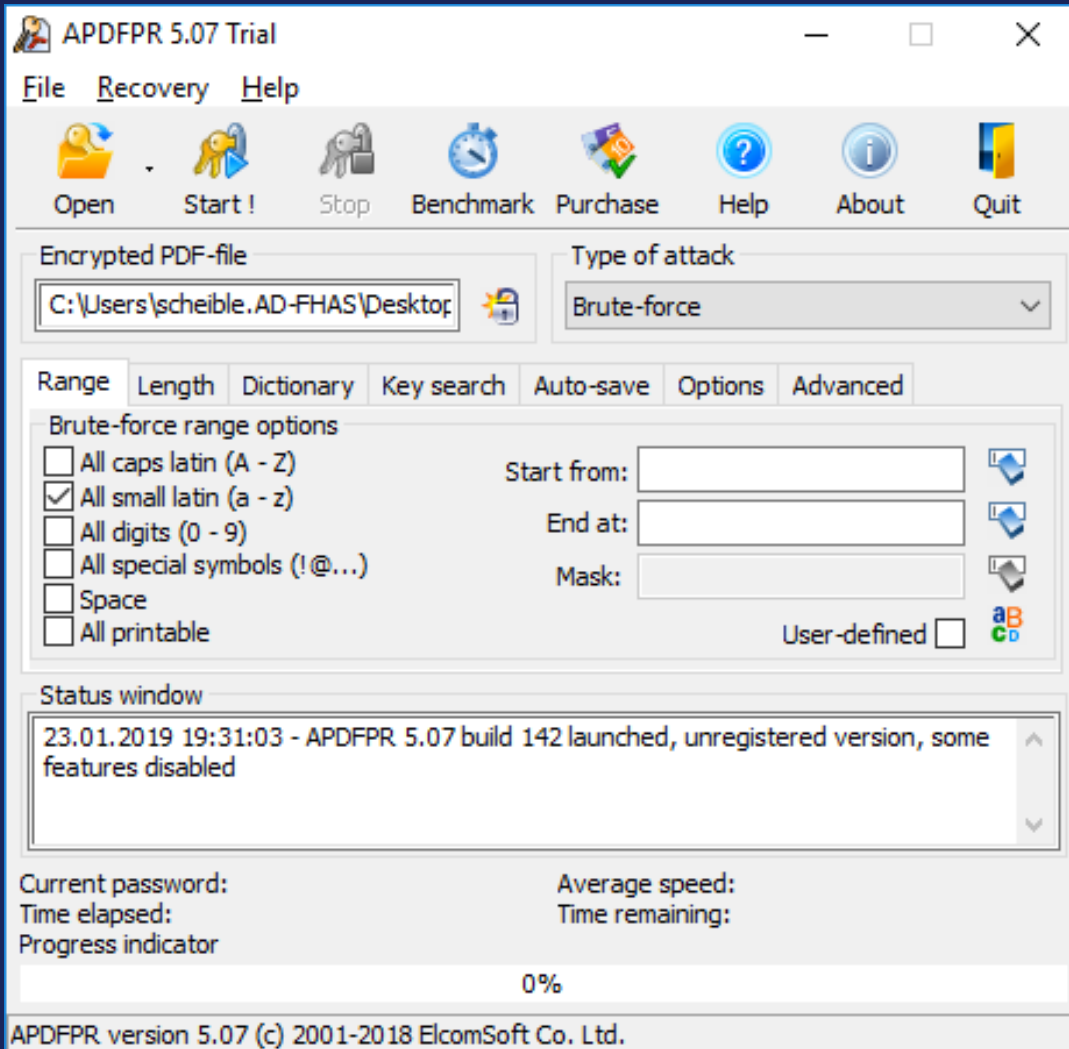 APDFPR 5.07 Trial
File Recovery Help
Open Start ! Stop Benchmark Purchase Help About Quit
Encrypted PDF-file Type of attack
C:\Users\scheible.AD-FHAS\Desktop Brute-force
Range Length Dictionary Key search Auto-save Options Advanced
Brute-force range options
All caps latin (A - Z) Start from:
All small latin (a - z)
All digits (0 - 9) End at:
All special symbols (!@...) Mask:
Space
All printable User-defined
aBCD
Status window
23.01.2019 19:31:03 - APDFPR 5.07 build 142 launched, unregistered version, some
features disabled
Current password: Average speed:
Time elapsed: Time remaining:
Progress indicator
0%
APDFPR version 5.07 (c) 2001-2018 ElcomSoft Co. Ltd.